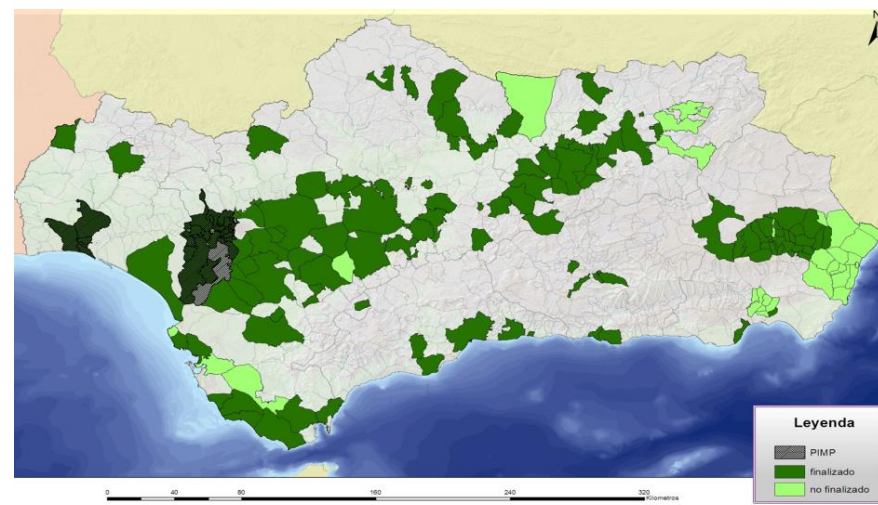 N
Leyenda
PIMP
finalizado
no finalizado
0 40 80 160 240 320
Kilometros